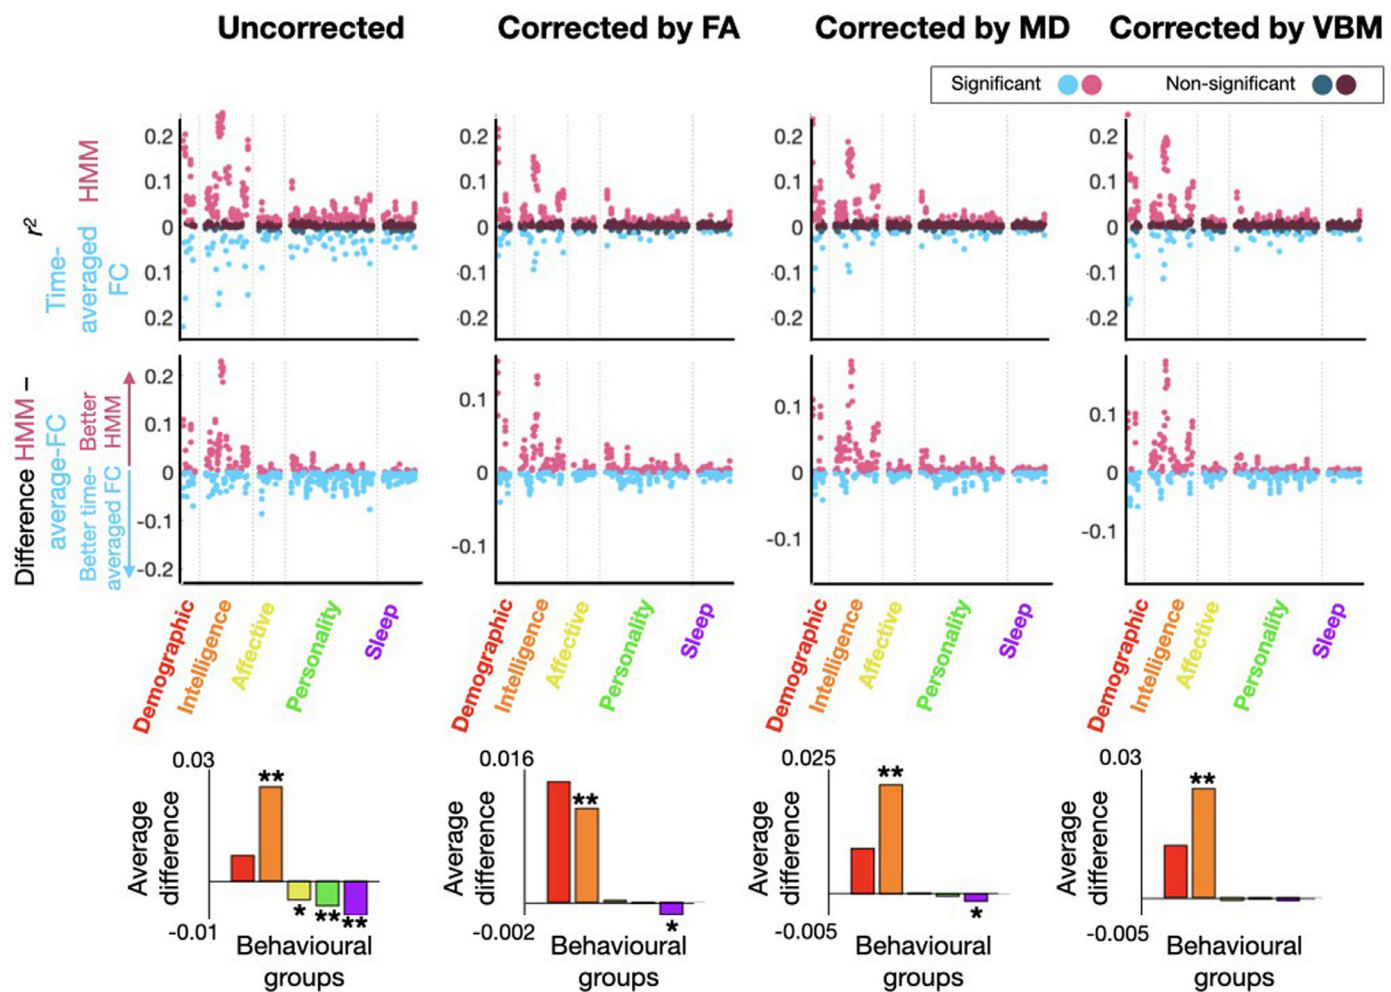 Uncorrected
Corrected by FA
Corrected by MD
Corrected by VBM
Significant
Non-significant
r²
HMM
Time-
averaged
FC
0.2
0.1
0
0.1
0.2
0.2
0.1
0
·0.1
·0.2
0.2
0.1
0
·0.1
·0.2
0.2
0.1
0
·0.1
·0.2
Difference HMM –
average-FC
Better
HMM
Better time-
averaged FC
0.2
0.1
0
-0.1
-0.2
0.1
0
-0.1
0.1
0
-0.1
0.1
0
-0.1
Demographic
Intelligence
Affective
Personality
Sleep
Demographic
Intelligence
Affective
Personality
Sleep
Demographic
Intelligence
Affective
Personality
Sleep
Demographic
Intelligence
Affective
Personality
Sleep
Average
difference
0.03
-0.01
**
*
**
**
Behavioural
groups
Average
difference
0.016
-0.002
**
*
Behavioural
groups
Average
difference
0.025
-0.005
**
*
Behavioural
groups
Average
difference
0.03
-0.005
**
Behavioural
groups